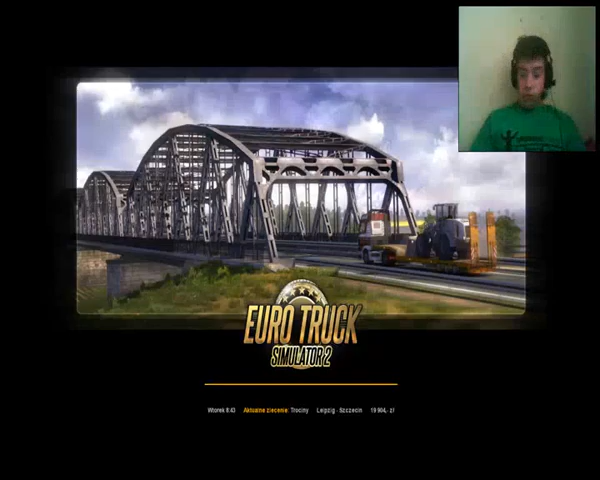 EURO TRUCK
SIMULATOR 2
Wtorek 8:43 Aktualne zlecenie: Trociny Leipzig - Szczecin 19 904,- zł